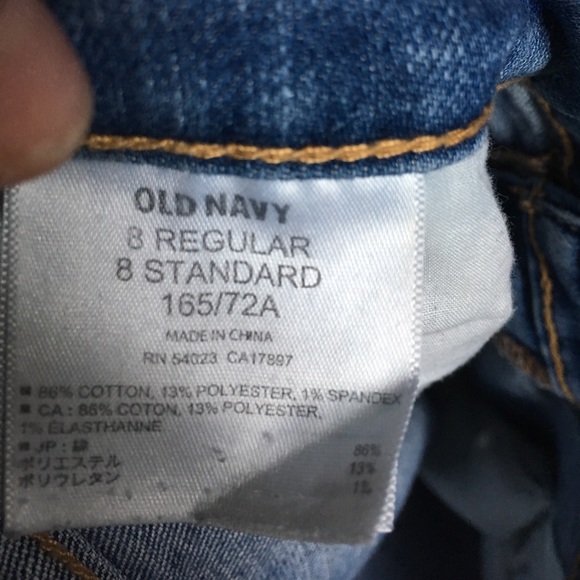 OLD NAVY
8 REGULAR
8 STANDARD
165/72A
MADE IN CHINA
RN 54023 CA17897
■ 86% COTTON, 13% POLYESTER, 1% SPANDEX
■ CA : 86% COTON, 13% POLYESTER,
1% ÉLASTHANNE
■ JP : 綿 86%
ポリエステル 13%
ポリウレタン 1%